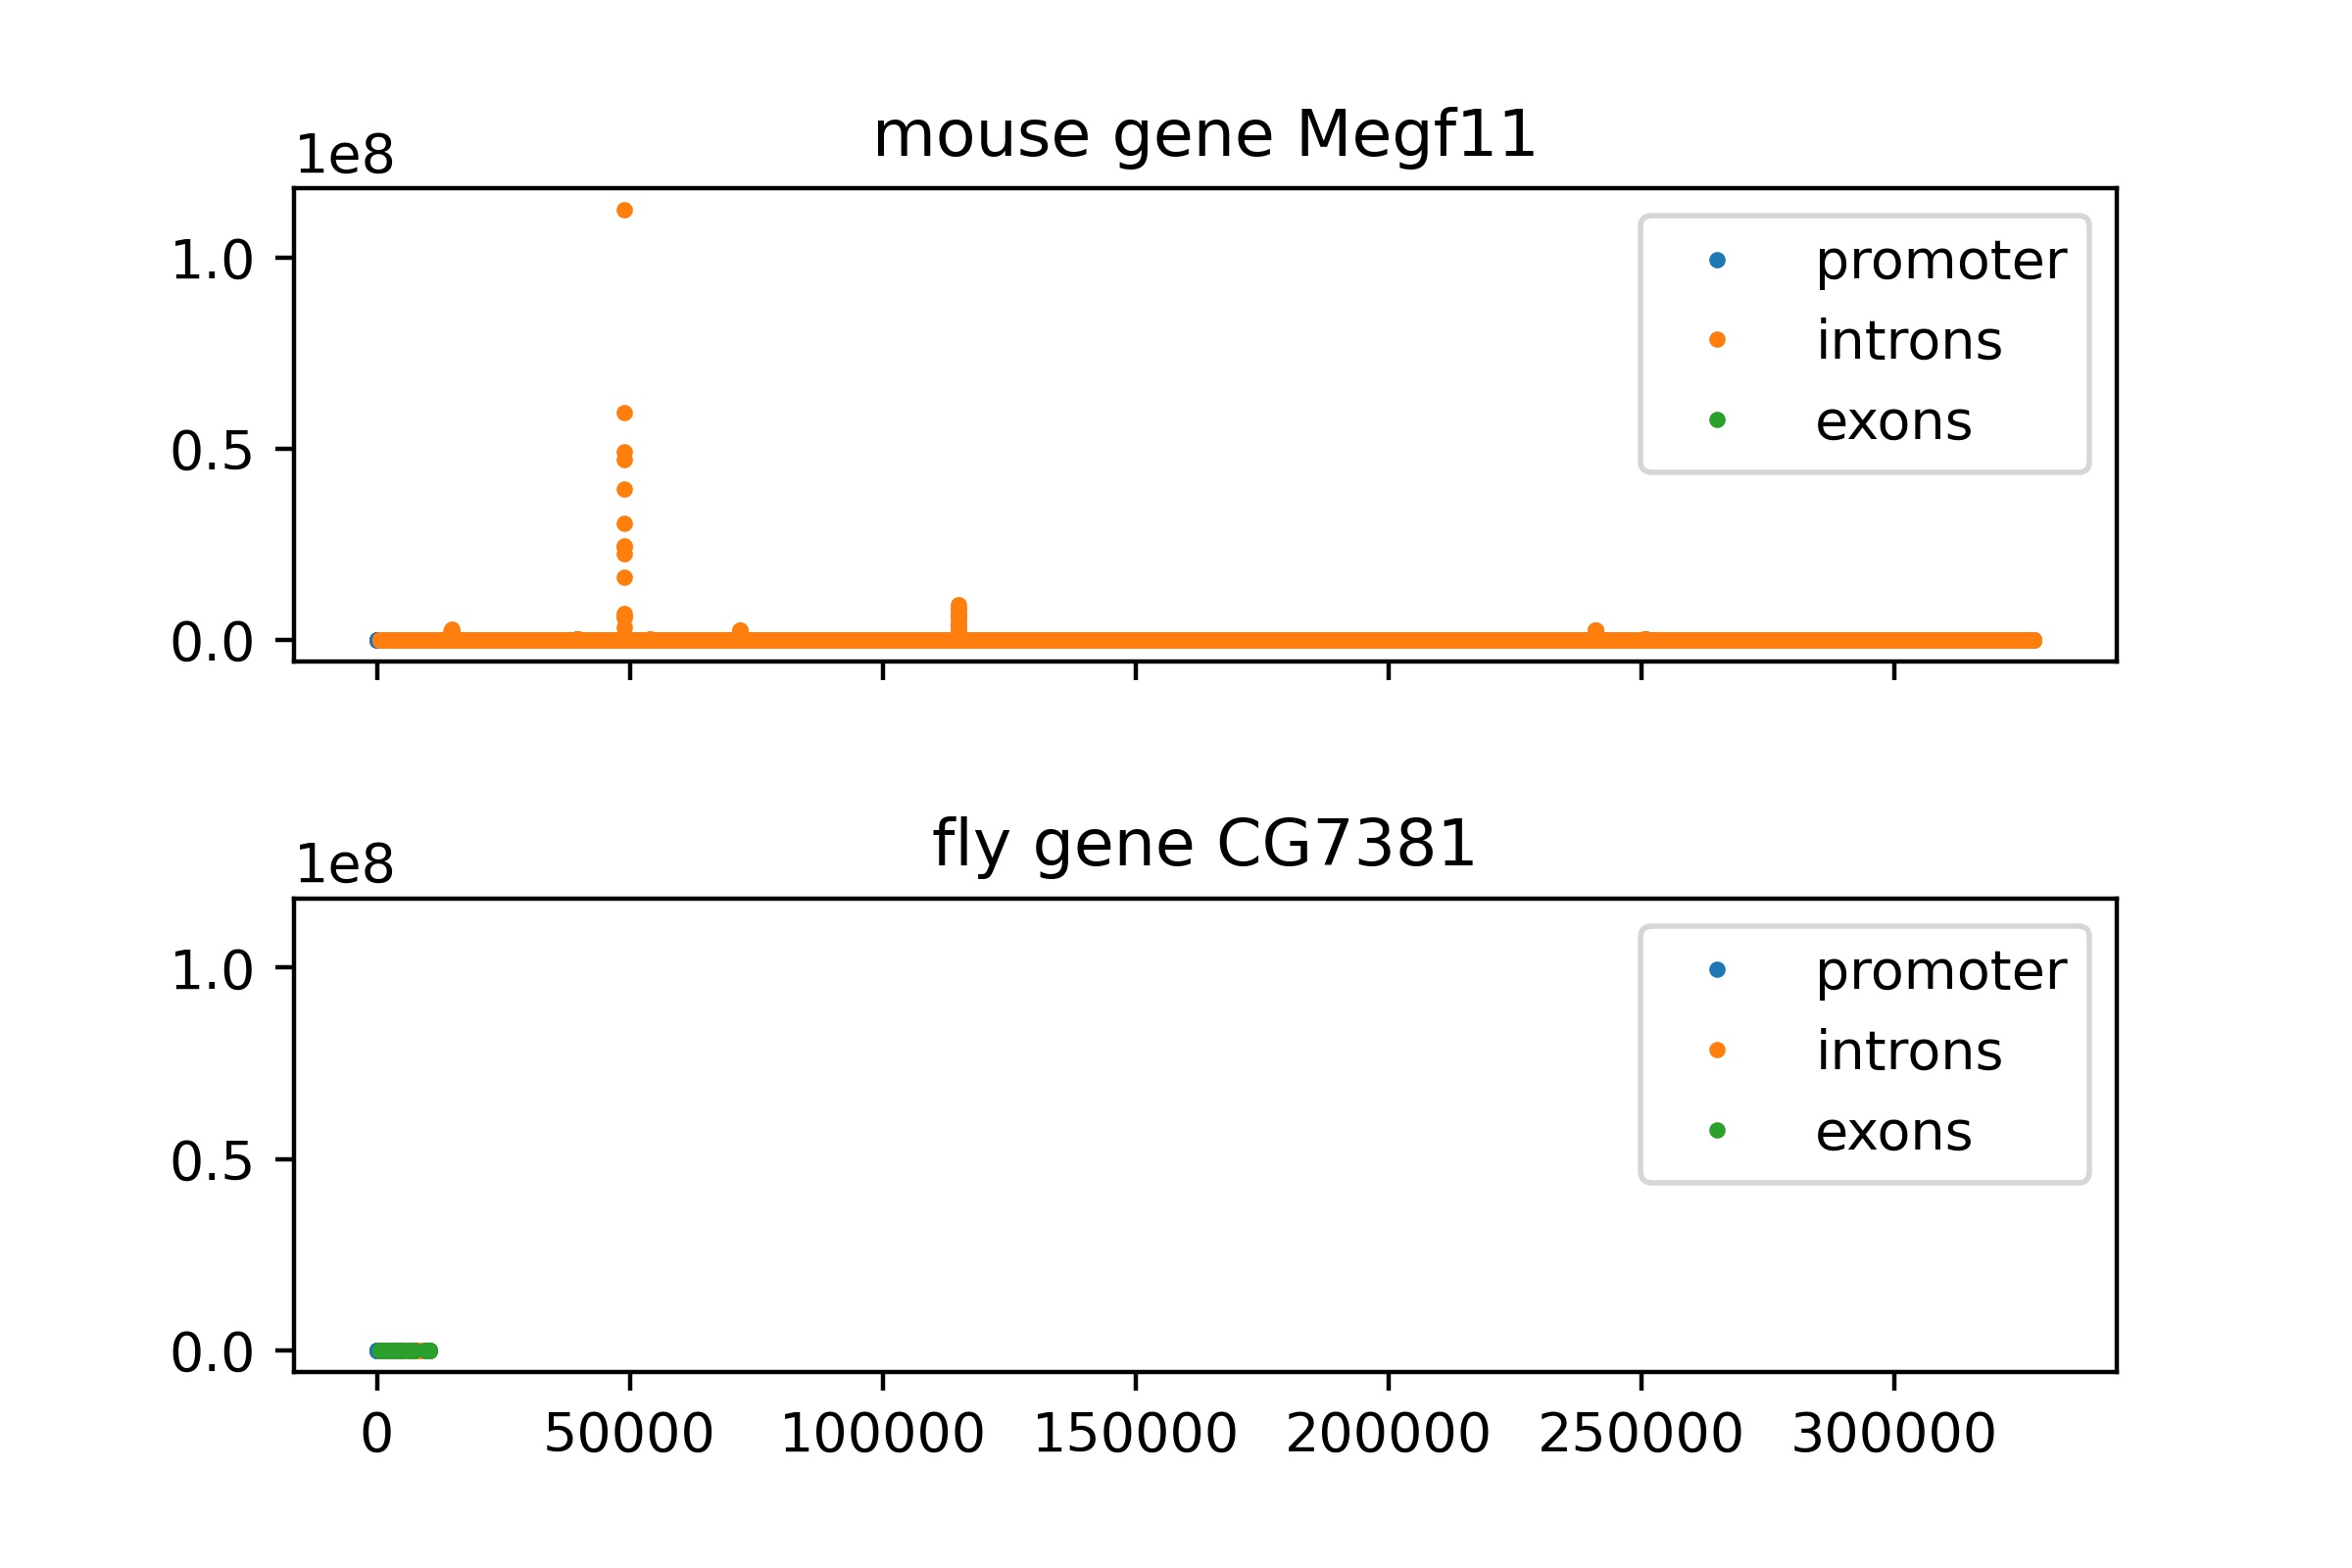 mouse gene Megf11
1e8
1.0
0.5
0.0
promoter
introns
exons
fly gene CG7381
1e8
1.0
0.5
0.0
promoter
introns
exons
0 50000 100000 150000 200000 250000 300000